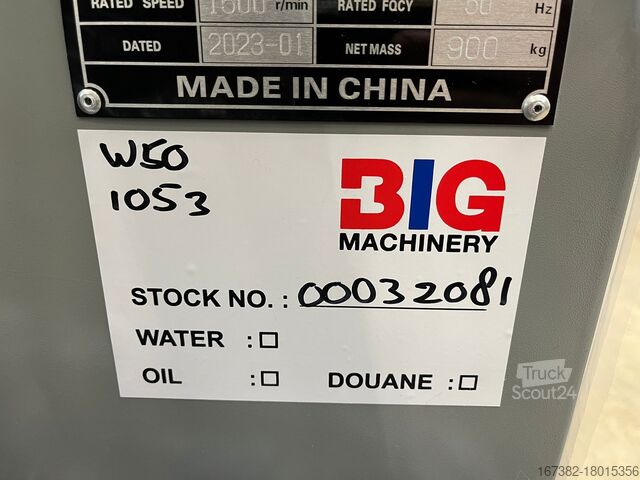 RATED SPEED 1500 r/min RATED FQCY 50 Hz
DATED 2023-01 NET MASS 900 kg
MADE IN CHINA
W50
1053
BIG
MACHINERY
STOCK NO. : 00032081
WATER : ☐
OIL : ☐ DOUANE : ☐
Truck
Scout24
167382-18015356